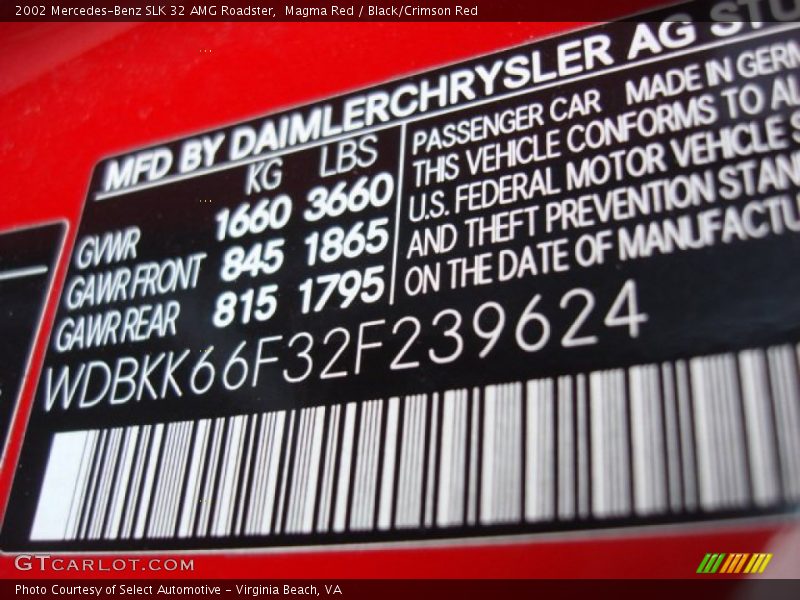 2002 Mercedes-Benz SLK 32 AMG Roadster,  Magma Red / Black/Crimson Red
MFD BY DAIMLERCHRYSLER AG
KG LBS
GVWR 1660 3660
GAWR FRONT 845 1865
GAWR REAR 815 1795
PASSENGER CAR MADE IN
THIS VEHICLE CONFORMS TO
U.S. FEDERAL MOTOR VEHICLE
AND THEFT PREVENTION
ON THE DATE OF
WDBKK66F32F239624
GTCARLOT.COM
Photo Courtesy of Select Automotive - Virginia Beach, VA